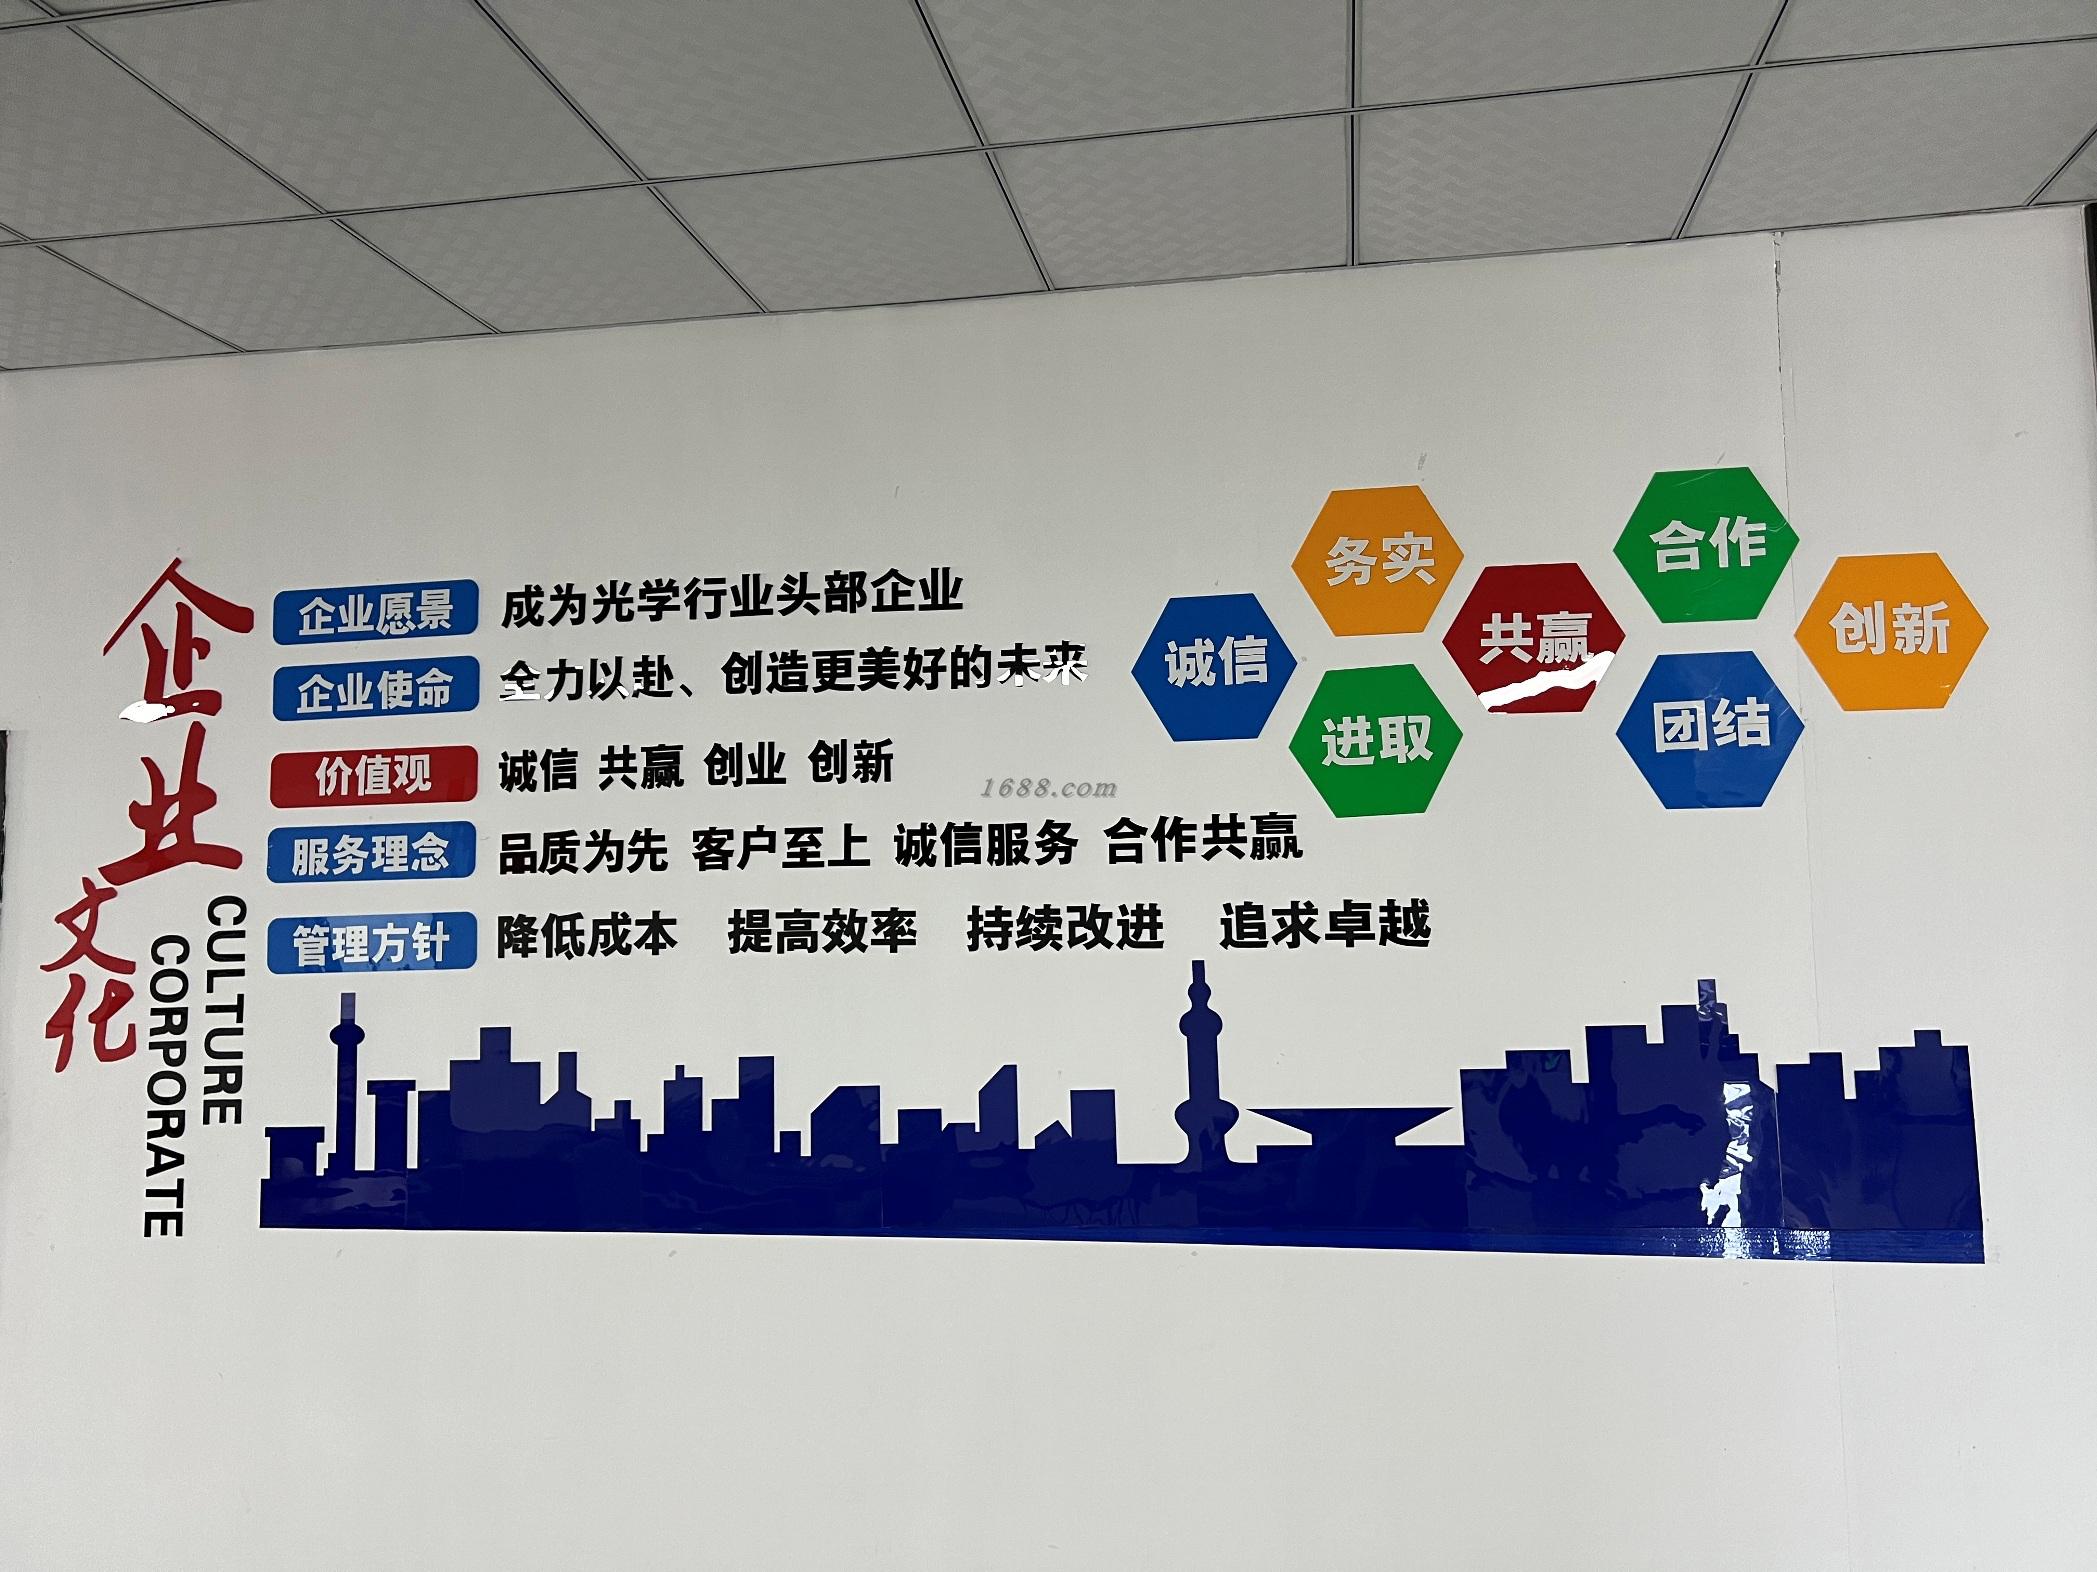 企业文化
CULTURE
CORPORATE
企业愿景 成为光学行业头部企业
企业使命 全力以赴、创造更美好的未来
价值观 诚信 共赢 创业 创新
服务理念 品质为先 客户至上 诚信服务 合作共赢
管理方针 降低成本 提高效率 持续改进 追求卓越
诚信
务实
进取
共赢
合作
团结
创新
1688.com